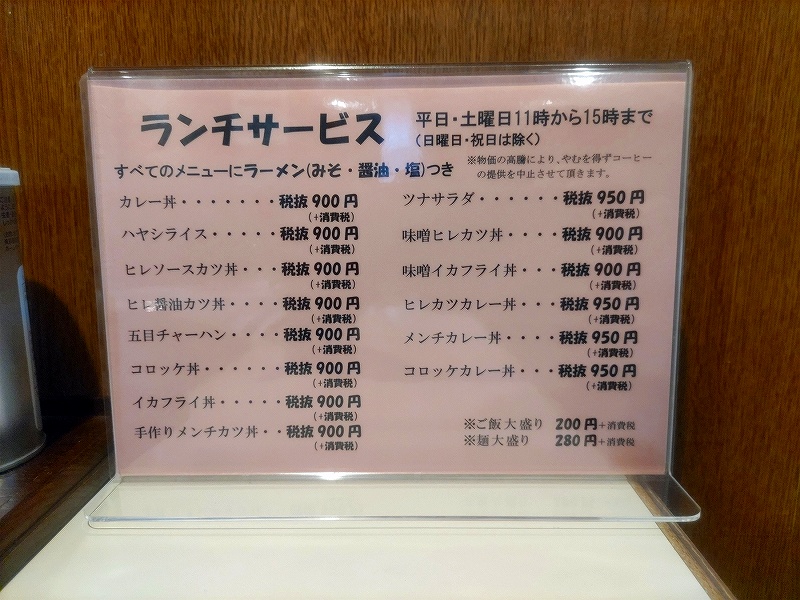 ランチサービス
平日・土曜日11時から15時まで
(日曜日・祝日は除く)
すべてのメニューにラーメン(みそ・醤油・塩)つき
※物価の高騰により、やむを得ずコーヒー
の提供を中止させて頂きます。
カレー丼・・・・・・・税抜900円
(+消費税)
ハヤシライス・・・・・税抜900円
(+消費税)
ヒレソースカツ丼・・・税抜900円
(+消費税)
ヒレ醤油カツ丼・・・・税抜900円
(+消費税)
五目チャーハン・・・・税抜900円
(+消費税)
コロッケ丼・・・・・・税抜900円
(+消費税)
イカフライ丼・・・・・税抜900円
(+消費税)
手作りメンチカツ丼・・税抜900円
(+消費税)
ツナサラダ・・・・・・税抜950円
(+消費税)
味噌ヒレカツ丼・・・・税抜900円
(+消費税)
味噌イカフライ丼・・・税抜900円
(+消費税)
ヒレカツカレー丼・・・税抜950円
(+消費税)
メンチカレー丼・・・・税抜950円
(+消費税)
コロッケカレー丼・・・税抜950円
(+消費税)
※ご飯大盛り 200円+消費税
※麺大盛り 280円+消費税